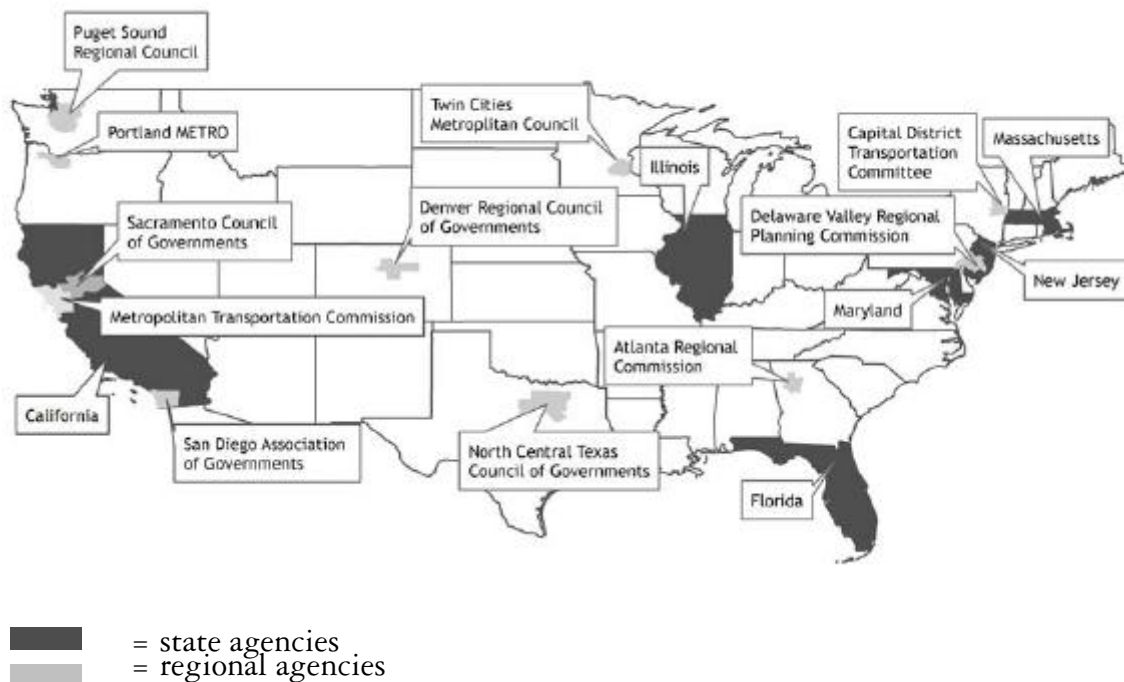 Puget Sound
Regional Council
Portland METRO
Twin Cities
Metroplitan Council
Illinois
Capital District
Transportation
Committee
Massachusetts
Sacramento Council
of Governments
Denver Regional Council
of Governments
Delaware Valley Regional
Planning Commission
New Jersey
Metropolitan Transportation Commission
Maryland
Atlanta Regional
Commission
California
San Diego Association
of Governments
North Central Texas
Council of Governments
Florida
= state agencies
= regional agencies